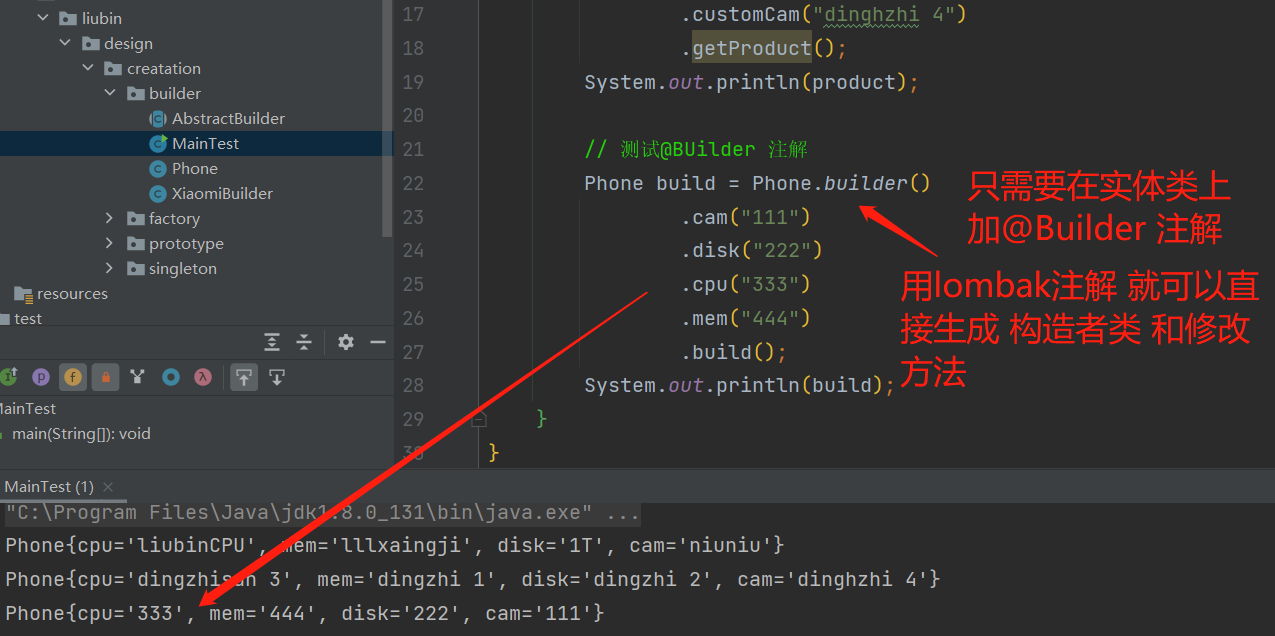 liubin
design
creatation
builder
AbstractBuilder
MainTest
Phone
XiaomiBuilder
factory
prototype
singleton
resources
test
MainTest
main(String[]): void
17 .customCam("dinghzhi 4")
18 .getProduct();
19 System.out.println(product);
20
21 // 测试@BUilder 注解
22 Phone build = Phone.builder()
23 .cam("111")
24 .disk("222")
25 .cpu("333")
26 .mem("444")
27 .build();
28 System.out.println(build);
29 }
30 }
只需要在实体类上
加@Builder 注解
用lombak注解 就可以直
接生成 构造者类 和修改
方法
MainTest (1)
"C:\Program Files\Java\jdk1.8.0_131\bin\java.exe" ...
Phone{cpu='liubinCPU', mem='lllxaingji', disk='1T', cam='niuniu'}
Phone{cpu='dingzhisan 3', mem='dingzhi 1', disk='dingzhi 2', cam='dinghzhi 4'}
Phone{cpu='333', mem='444', disk='222', cam='111'}